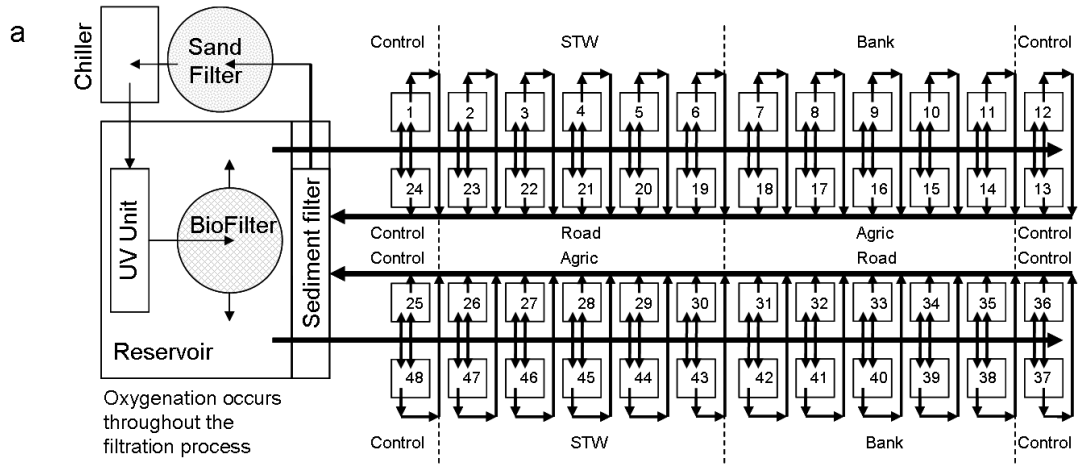 a
Chiller
Sand
Filter
UV Unit
BioFilter
Sediment filter
Reservoir
Oxygenation occurs
throughout the
filtration process
Control STW Bank Control
1 2 3 4 5 6 7 8 9 10 11 12
24 23 22 21 20 19 18 17 16 15 14 13
Control Road Agric Control
Control Agric Road Control
25 26 27 28 29 30 31 32 33 34 35 36
48 47 46 45 44 43 42 41 40 39 38 37
Control STW Bank Control